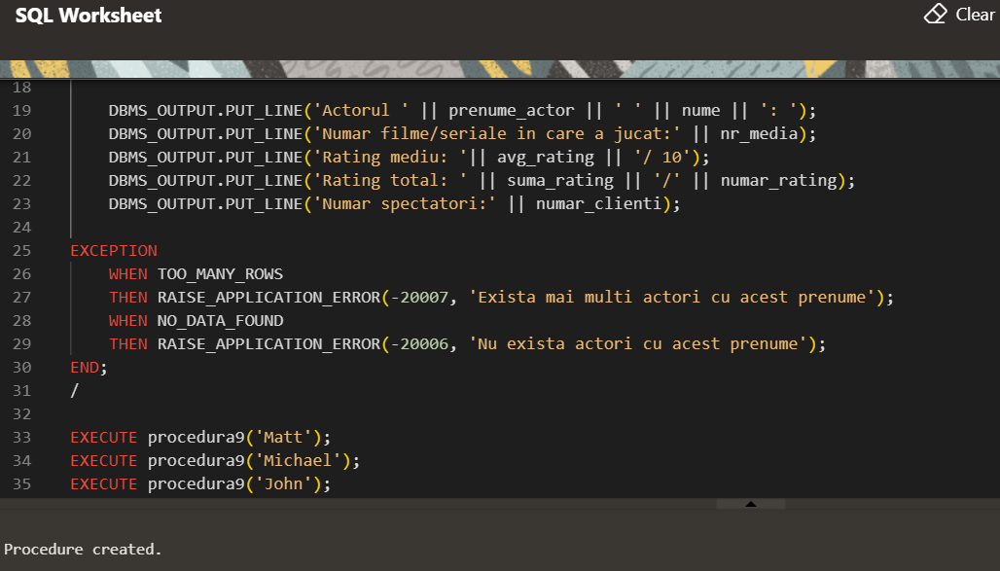 SQL Worksheet
Clear
18
19 DBMS_OUTPUT.PUT_LINE('Actorul ' || prenume_actor || ' ' || nume || ': ');
20 DBMS_OUTPUT.PUT_LINE('Numar filme/seriale in care a jucat:' || nr_media);
21 DBMS_OUTPUT.PUT_LINE('Rating mediu: '|| avg_rating || '/ 10');
22 DBMS_OUTPUT.PUT_LINE('Rating total: ' || suma_rating || '/' || numar_rating);
23 DBMS_OUTPUT.PUT_LINE('Numar spectatori:' || numar_clienti);
24
25 EXCEPTION
26 WHEN TOO_MANY_ROWS
27 THEN RAISE_APPLICATION_ERROR(-20007, 'Exista mai multi actori cu acest prenume');
28 WHEN NO_DATA_FOUND
29 THEN RAISE_APPLICATION_ERROR(-20006, 'Nu exista actori cu acest prenume');
30 END;
31 /
32
33 EXECUTE procedura9('Matt');
34 EXECUTE procedura9('Michael');
35 EXECUTE procedura9('John');
Procedure created.